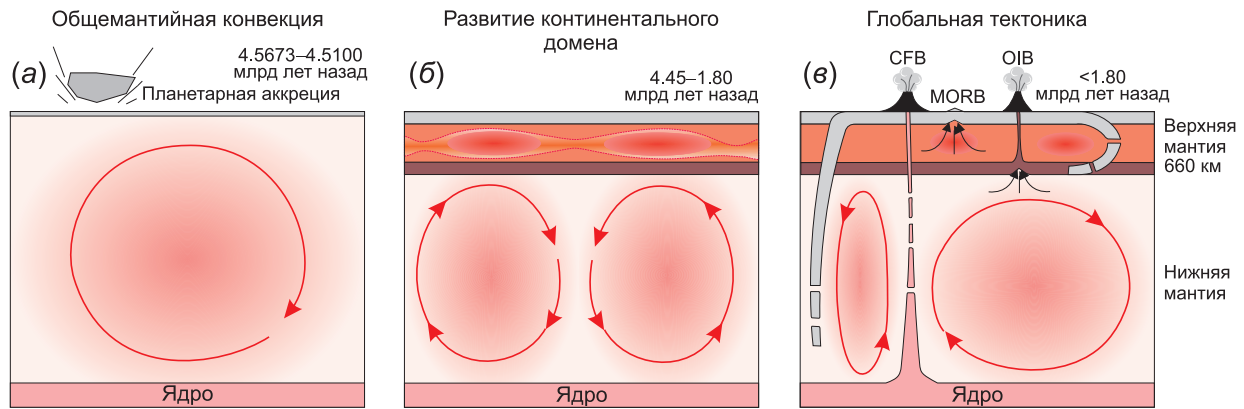 Общемантийная конвекция
(а)
4.5673–4.5100
млрд лет назад
Планетарная аккреция
Ядро
Развитие континентального
домена
(б)
4.45–1.80
млрд лет назад
Ядро
Глобальная тектоника
(в)
CFB
OIB
MORB
<1.80
млрд лет назад
Верхняя
мантия
660 км
Нижняя
мантия
Ядро